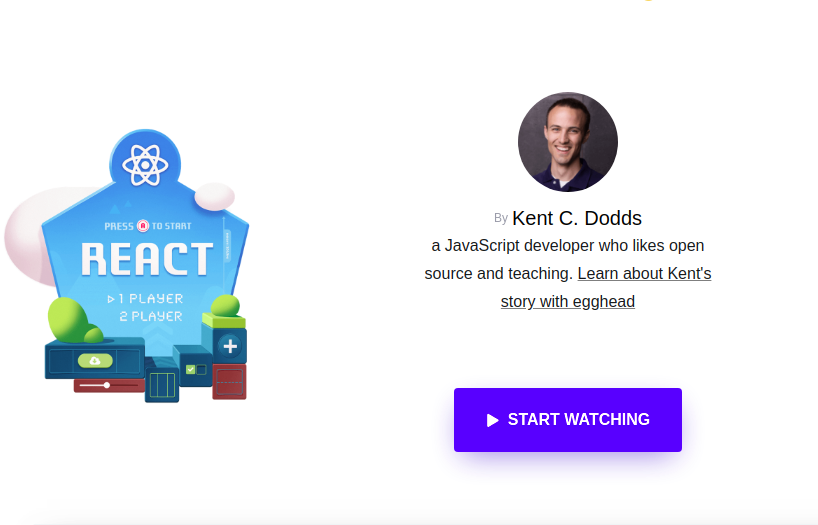 PRESS A TO START
REACT
1 PLAYER
2 PLAYER
By Kent C. Dodds
a JavaScript developer who likes open
source and teaching. Learn about Kent's
story with egghead
START WATCHING